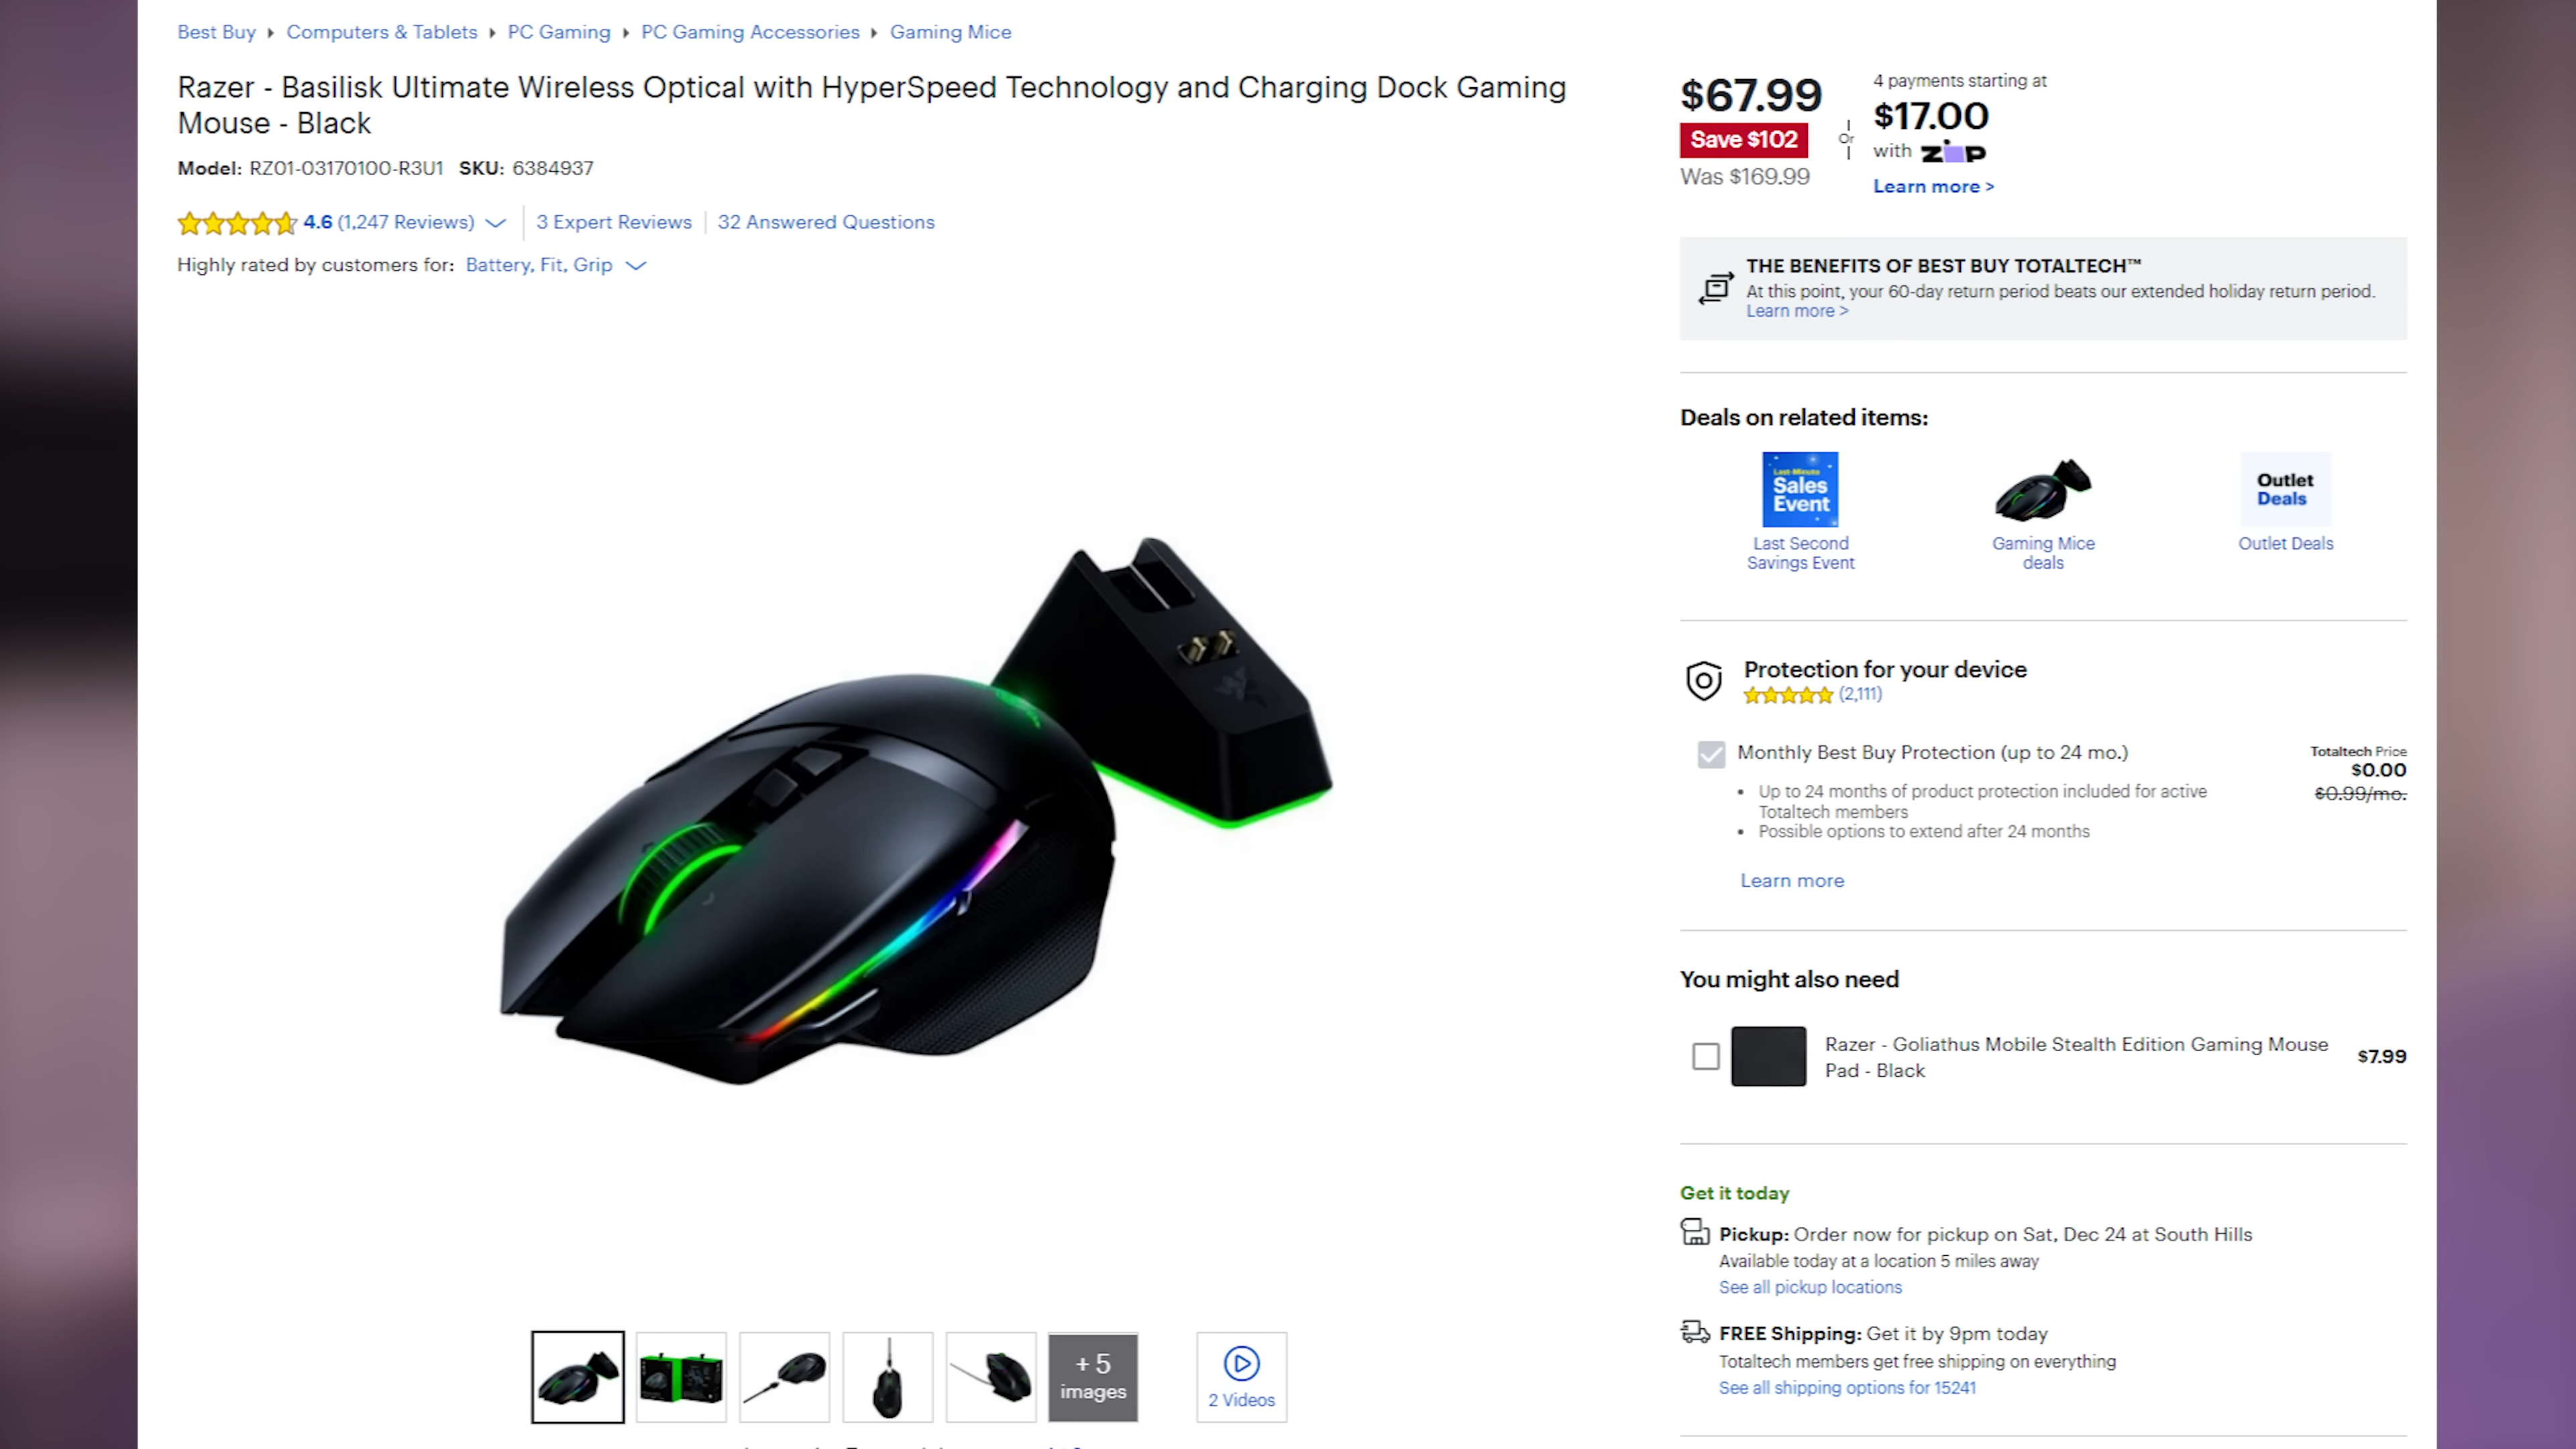 Best Buy Computers & Tablets PC Gaming PC Gaming Accessories Gaming Mice
Razer - Basilisk Ultimate Wireless Optical with HyperSpeed Technology and Charging Dock Gaming
Mouse - Black
Model: RZ01-03170100-R3U1 SKU: 6384937
4.6 (1,247 Reviews) 3 Expert Reviews 32 Answered Questions
Highly rated by customers for: Battery, Fit, Grip
+ 5
images
2 Videos
$67.99
Save $102
Was $169.99
Or
4 payments starting at
$17.00
with ZIP
Learn more >
THE BENEFITS OF BEST BUY TOTALTECH™
At this point, your 60-day return period beats our extended holiday return period.
Learn more >
Deals on related items:
Last-Minute
Sales
Event
Last Second
Savings Event
Gaming Mice
deals
Outlet
Deals
Outlet Deals
Protection for your device
(2,111)
Monthly Best Buy Protection (up to 24 mo.)
Totaltech Price
$0.00
$0.99/mo.
• Up to 24 months of product protection included for active
Totaltech members
• Possible options to extend after 24 months
Learn more
You might also need
Razer - Goliathus Mobile Stealth Edition Gaming Mouse
Pad - Black
$7.99
Get it today
Pickup: Order now for pickup on Sat, Dec 24 at South Hills
Available today at a location 5 miles away
See all pickup locations
FREE Shipping: Get it by 9pm today
Totaltech members get free shipping on everything
See all shipping options for 15241